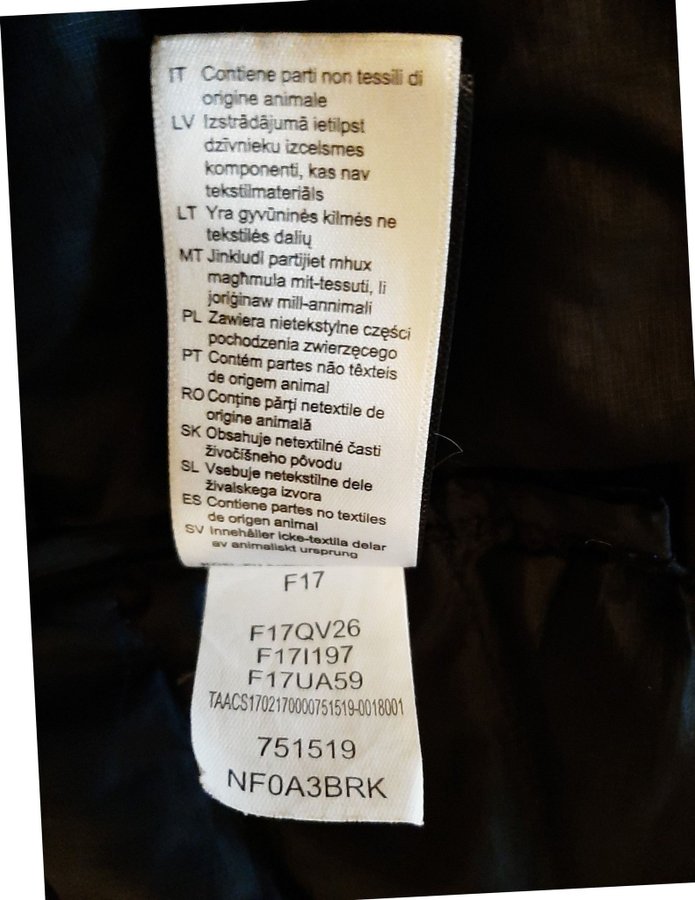 IT Contiene parti non tessili di
origine animale
LV Izstrādājumā ietilpst
dzīvnieku izcelsmes
komponenti, kas nav
tekstilmateriāls
LT Yra gyvūninės kilmės ne
tekstilės dalių
MT Jinkludi partijiet mhux
magħmula mit-tessuti, li
joriġinaw mill-annimali
PL Zawiera nietekstylne części
pochodzenia zwierzęcego
PT Contém partes não têxteis
de origem animal
RO Conține părți netextile de
origine animală
SK Obsahuje netextilné časti
živočíšneho pôvodu
SL Vsebuje netekstilne dele
živalskega izvora
ES Contiene partes no textiles
de origen animal
SV Innehåller icke-textila delar
av animaliskt ursprung
F17
F17QV26
F17I197
F17UA59
TAACS1702170000751519-0018001
751519
NF0A3BRK